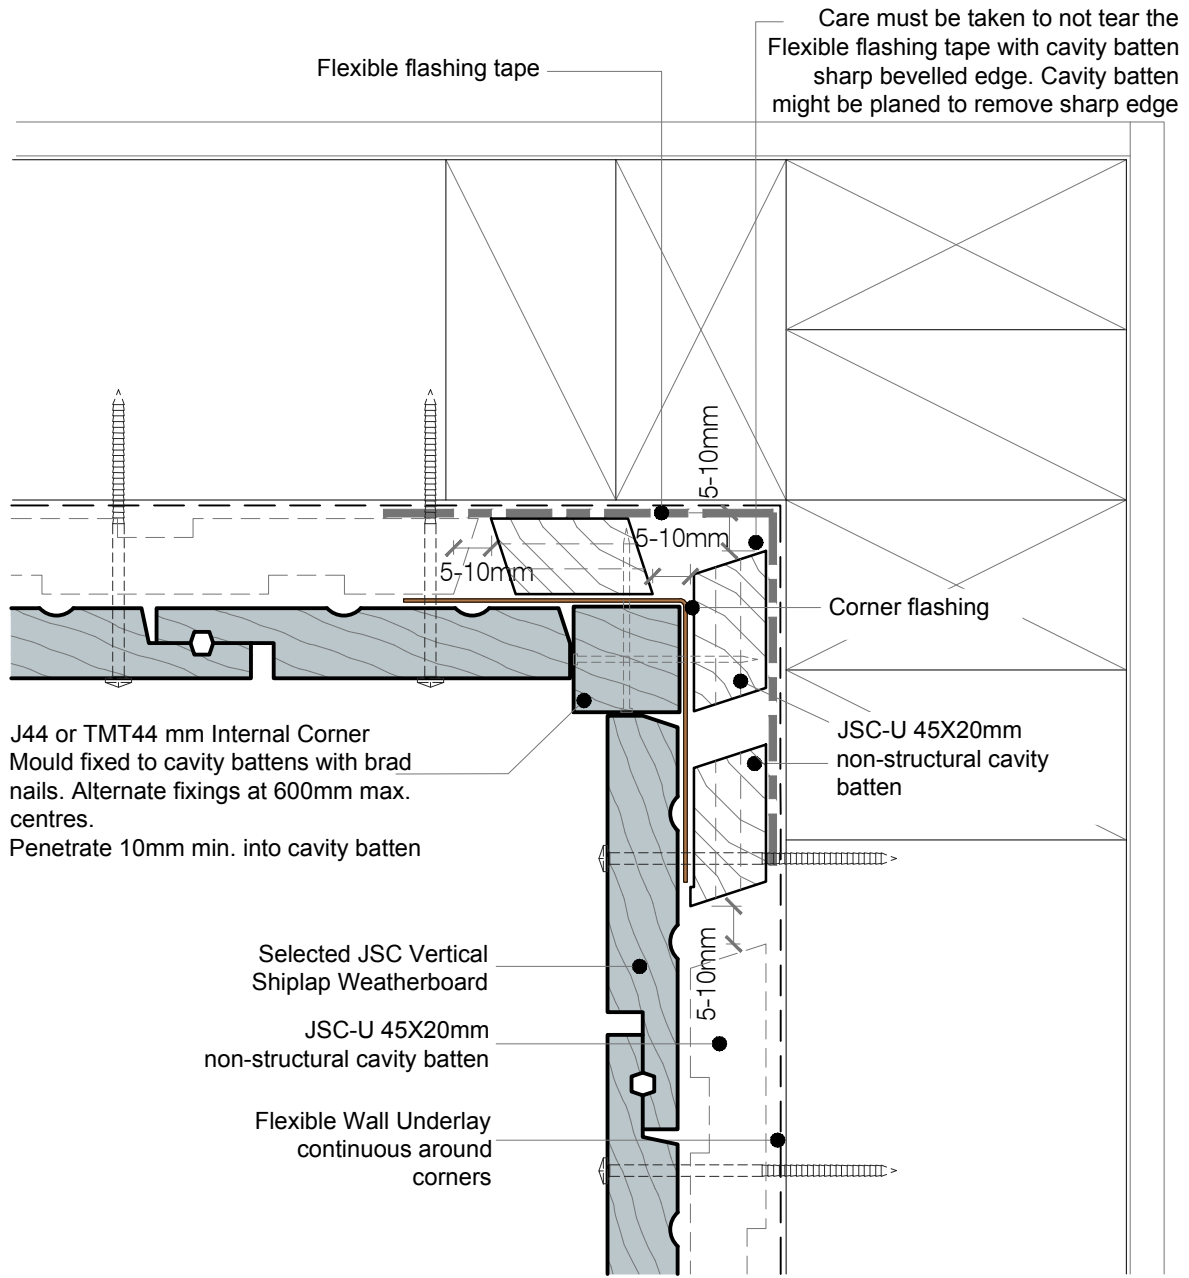 Care must be taken to not tear the
Flexible flashing tape with cavity batten
sharp bevelled edge. Cavity batten
might be planed to remove sharp edge
Flexible flashing tape
5-10mm
5-10mm
5-10mm
Corner flashing
J44 or TMT44 mm Internal Corner
Mould fixed to cavity battens with brad
nails. Alternate fixings at 600mm max.
centres.
Penetrate 10mm min. into cavity batten
JSC-U 45X20mm
non-structural cavity
batten
Selected JSC Vertical
Shiplap Weatherboard
5-10mm
JSC-U 45X20mm
non-structural cavity batten
Flexible Wall Underlay
continuous around
corners